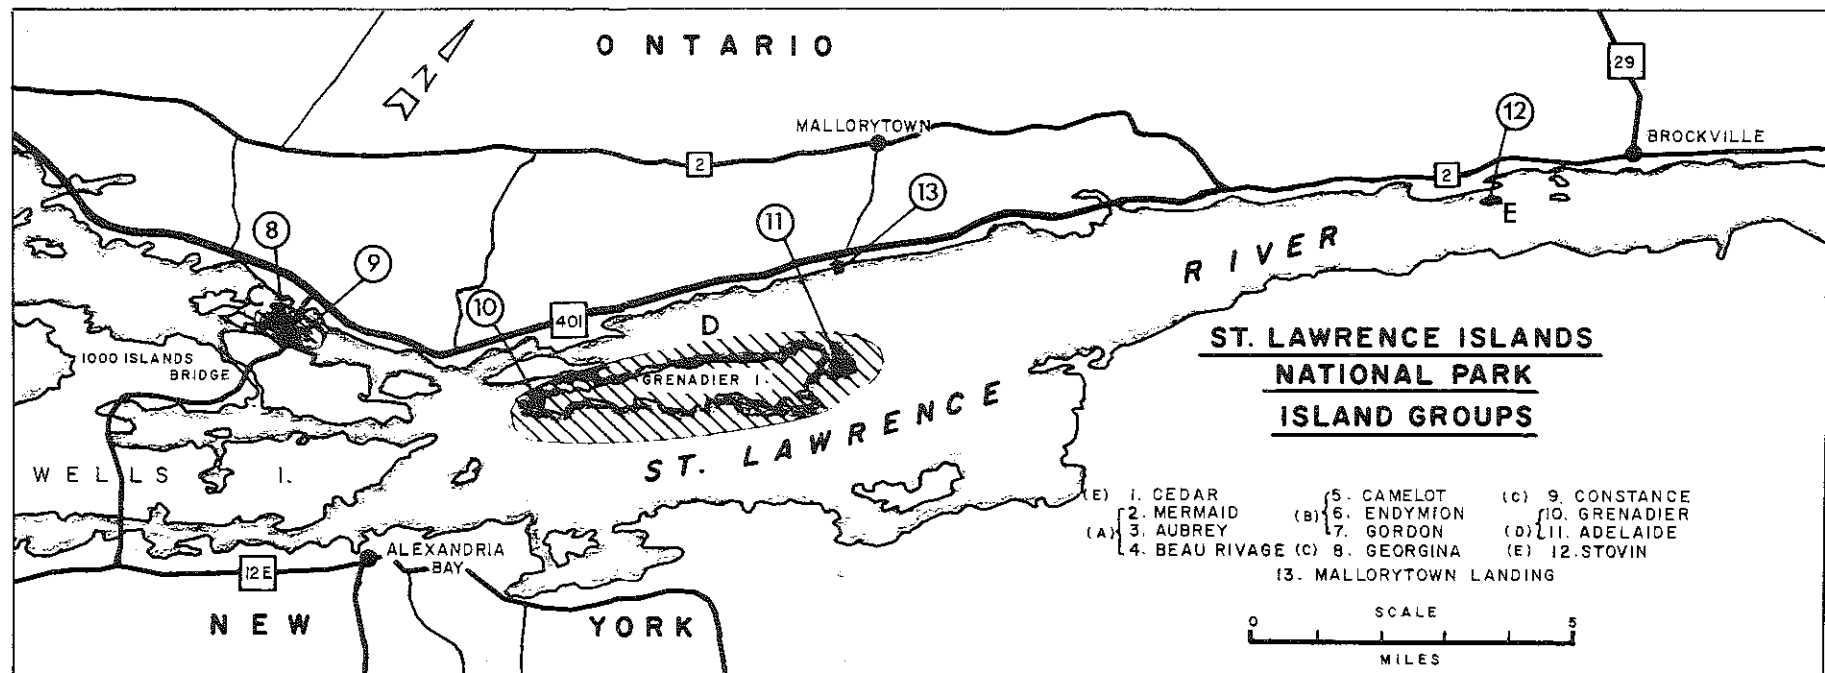 ONTARIO
N
29
12
MALLORYTOWN
BROCKVILLE
2
2
13
11
8
E
9
RIVER
10
401
D
ST. LAWRENCE ISLANDS
NATIONAL PARK
ISLAND GROUPS
1000 ISLANDS
BRIDGE
GRENADIER I.
ST. LAWRENCE
WELLS I.
(E) 1. CEDAR
(A) 2. MERMAID
3. AUBREY
4. BEAU RIVAGE
(B) 5. CAMELOT
6. ENDYMION
7. GORDON
(C) 8. GEORGINA
(C) 9. CONSTANCE
(D) 10. GRENADIER
11. ADELAIDE
(E) 12. STOVIN
13. MALLORYTOWN LANDING
ALEXANDRIA
BAY
12E
NEW YORK
SCALE
0 5
MILES